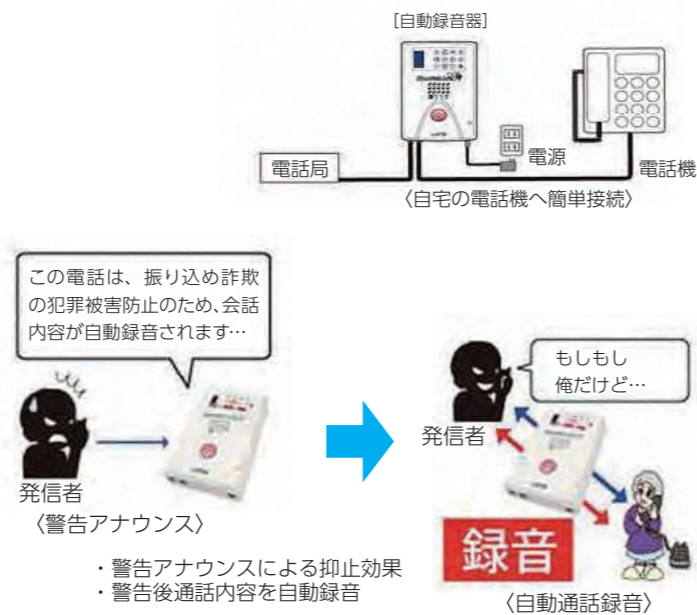 [自動録音器]
電話局
電源
電話機
〈自宅の電話機へ簡単接続〉
この電話は、振り込め詐欺
の犯罪被害防止のため、会話
内容が自動録音されます…
発信者
〈警告アナウンス〉
・警告アナウンスによる抑止効果
・警告後通話内容を自動録音
もしもし
俺だけど…
発信者
録音
〈自動通話録音〉